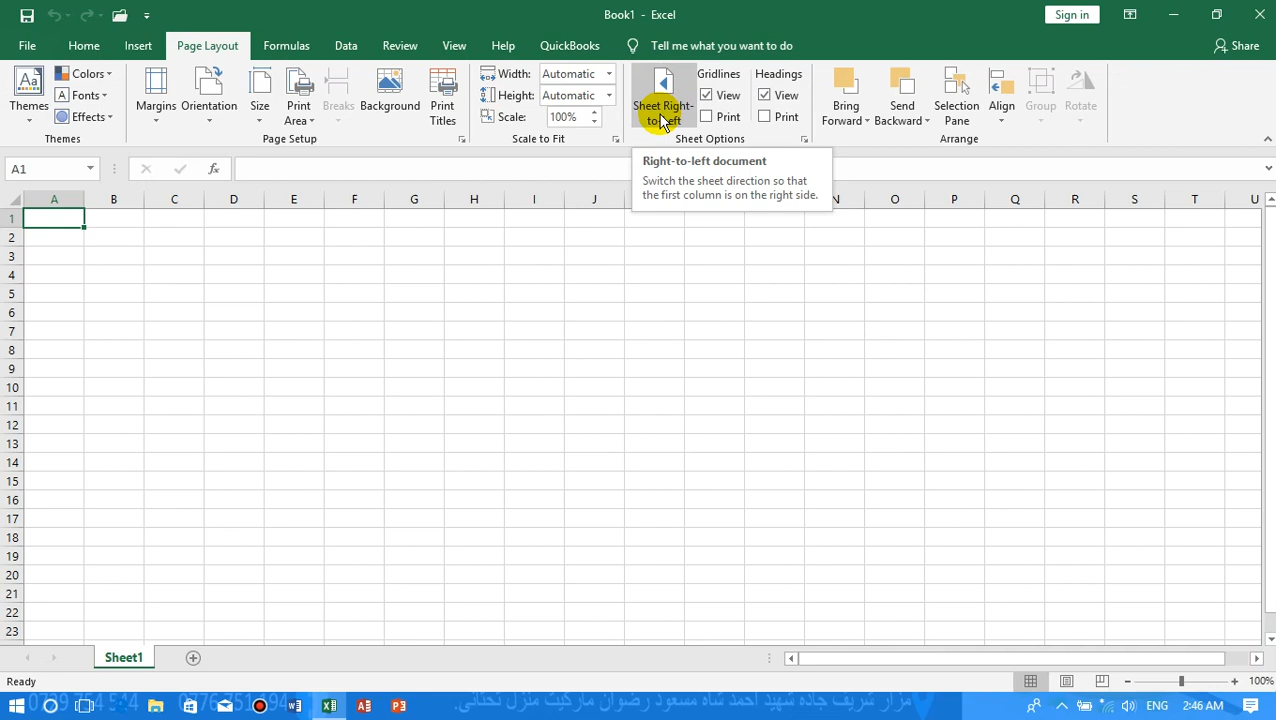 Book1 - Excel
Sign in
File Home Insert Page Layout Formulas Data Review View Help QuickBooks Tell me what you want to do Share
Themes
Colors
Fonts
Effects
Themes
Margins
Orientation
Size
Print Area
Breaks
Background
Print Titles
Page Setup
Width: Automatic
Height: Automatic
Scale: 100%
Scale to Fit
Sheet Right-to-Left
Gridlines
View
Print
Headings
View
Print
Sheet Options
Bring Forward
Send Backward
Selection Pane
Align
Group
Rotate
Arrange
Right-to-left document
Switch the sheet direction so that
the first column is on the right side.
A1
fx
A B C D E F G H I J N O P Q R S T U
1
2
3
4
5
6
7
8
9
10
11
12
13
14
15
16
17
18
19
20
21
22
23
Sheet1
Ready
100%
مزار شریف جاده شهید احمد شاه مسعود رضوان مارکیت منزل تحتانی.
0776 751 194
ENG
2:46 AM